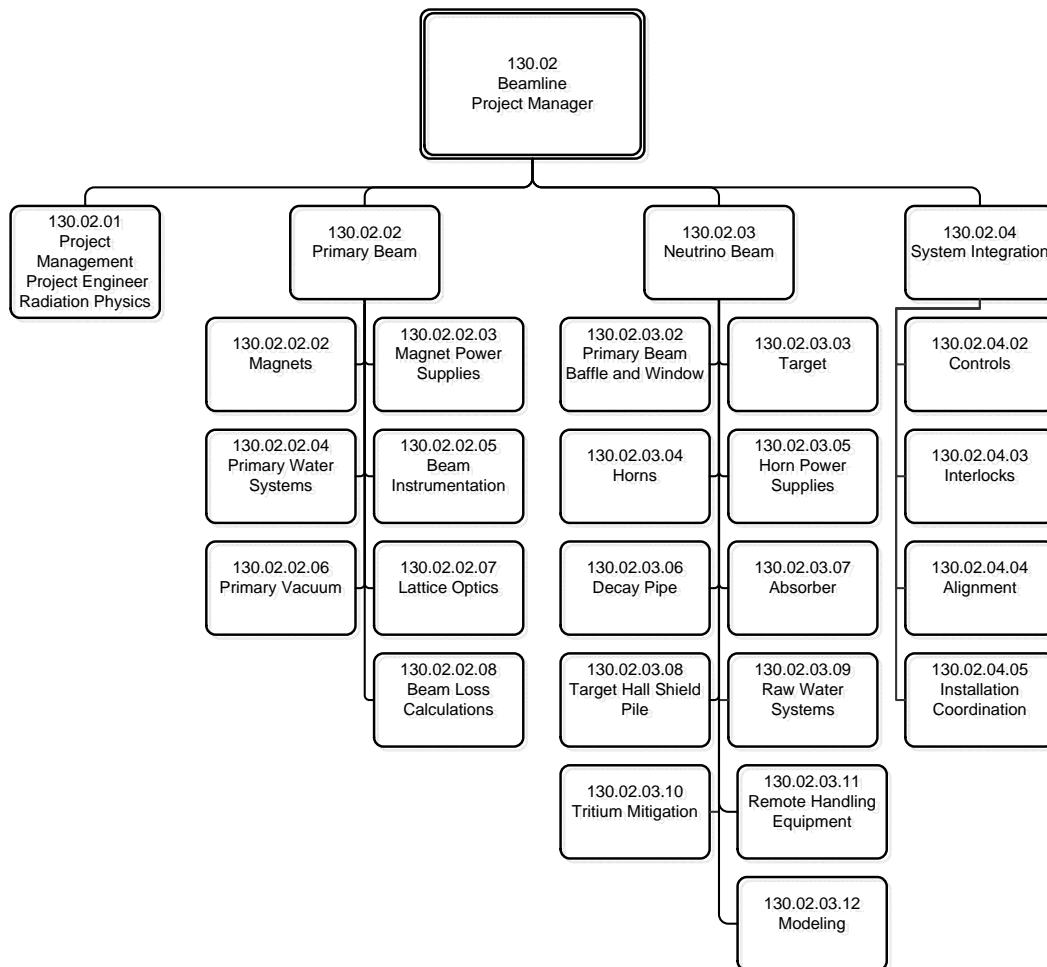 130.02
Beamline
Project Manager
130.02.01
Project
Management
Project Engineer
Radiation Physics
130.02.02
Primary Beam
130.02.03
Neutrino Beam
130.02.04
System Integration
130.02.02.02
Magnets
130.02.02.03
Magnet Power
Supplies
130.02.03.02
Primary Beam
Baffle and Window
130.02.03.03
Target
130.02.04.02
Controls
130.02.02.04
Primary Water
Systems
130.02.02.05
Beam
Instrumentation
130.02.03.04
Horns
130.02.03.05
Horn Power
Supplies
130.02.04.03
Interlocks
130.02.02.06
Primary Vacuum
130.02.02.07
Lattice Optics
130.02.03.06
Decay Pipe
130.02.03.07
Absorber
130.02.04.04
Alignment
130.02.02.08
Beam Loss
Calculations
130.02.03.08
Target Hall Shield
Pile
130.02.03.09
Raw Water
Systems
130.02.04.05
Installation
Coordination
130.02.03.10
Tritium Mitigation
130.02.03.11
Remote Handling
Equipment
130.02.03.12
Modeling